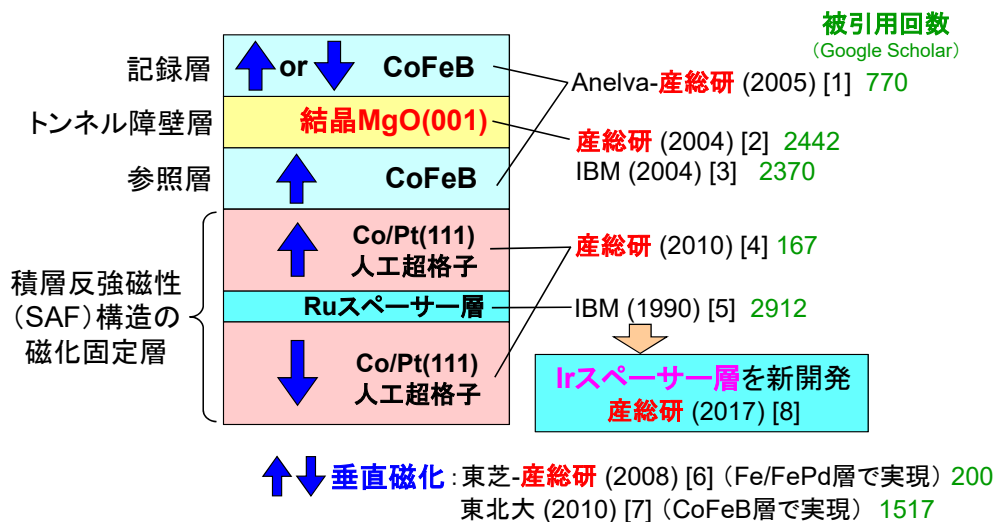 被引用回数
（Google Scholar）
記録層
or
CoFeB
Anelva-産総研 (2005) [1] 770
トンネル障壁層
結晶MgO(001)
産総研 (2004) [2] 2442
IBM (2004) [3] 2370
参照層
CoFeB
積層反強磁性
（SAF）構造の
磁化固定層
Co/Pt(111)
人工超格子
産総研 (2010) [4] 167
Ruスペーサー層
IBM (1990) [5] 2912
Co/Pt(111)
人工超格子
Irスペーサー層を新開発
産総研 (2017) [8]
垂直磁化：東芝-産総研 (2008) [6]（Fe/FePd層で実現）200
東北大 (2010) [7]（CoFeB層で実現） 1517